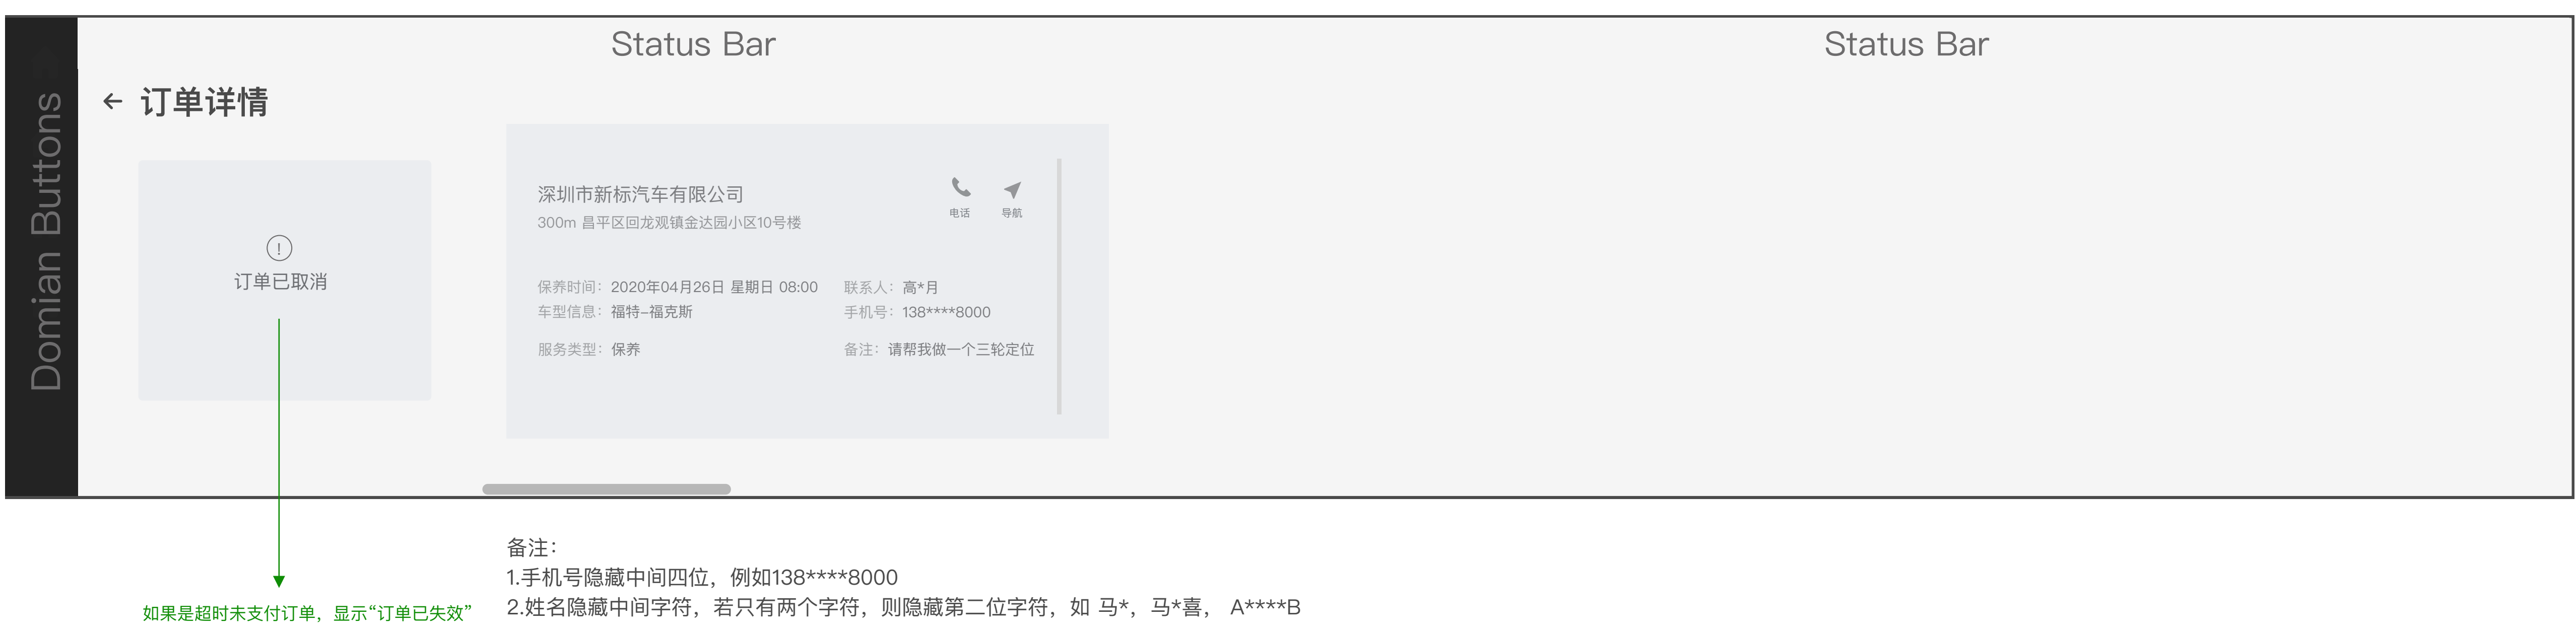 Status Bar
Status Bar
Domian Buttons
订单详情
订单已取消
深圳市新标汽车有限公司
300m 昌平区回龙观镇金达园小区10号楼
电话
导航
保养时间：2020年04月26日 星期日 08:00
联系人：高*月
车型信息：福特-福克斯
手机号：138****8000
服务类型：保养
备注：请帮我做一个三轮定位
如果是超时未支付订单，显示“订单已失效”
备注：
1.手机号隐藏中间四位，例如138****8000
2.姓名隐藏中间字符，若只有两个字符，则隐藏第二位字符，如 马*，马*喜， A****B